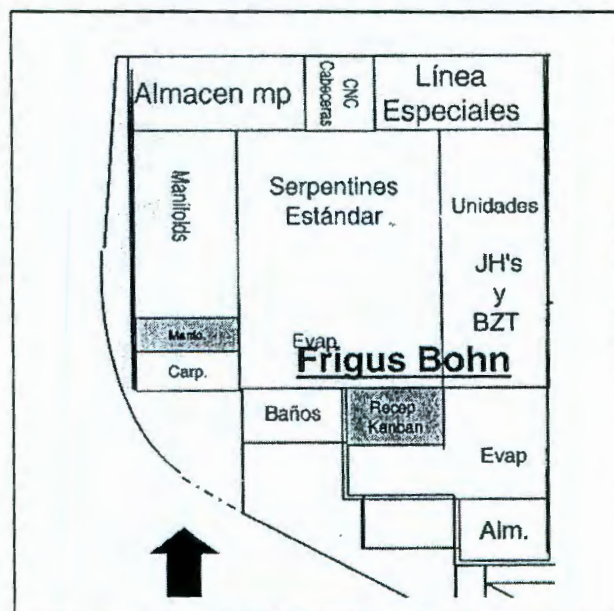 Almacen mp
CNC
Cabeceras
Línea
Especiales
Manifolds
Serpentines
Estándar
Unidades
JH's
y
BZT
Manto.
Evap.
Frigus Bohn
Carp.
Baños
Recep
Kanban
Evap
Alm.